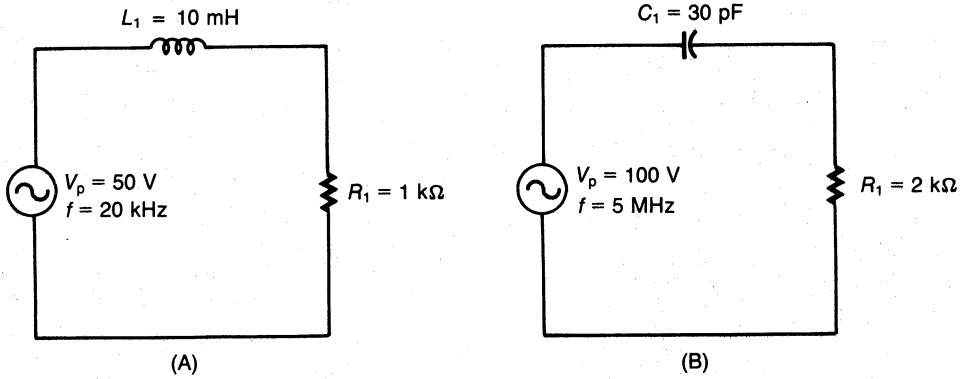 L₁ = 10 mH
Vₚ = 50 V
f = 20 kHz
R₁ = 1 kΩ
(A)
C₁ = 30 pF
Vₚ = 100 V
f = 5 MHz
R₁ = 2 kΩ
(B)